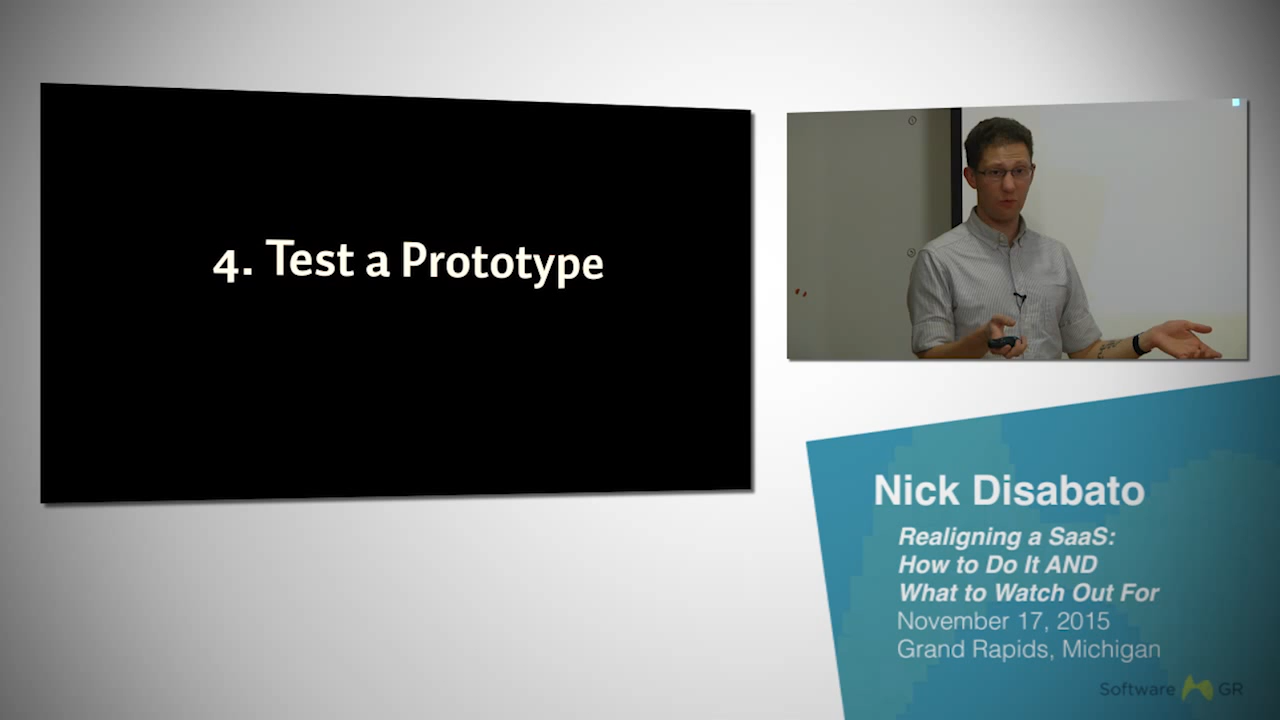 4. Test a Prototype
Nick Disabato
Realigning a SaaS:
How to Do It AND
What to Watch Out For
November 17, 2015
Grand Rapids, Michigan
Software GR